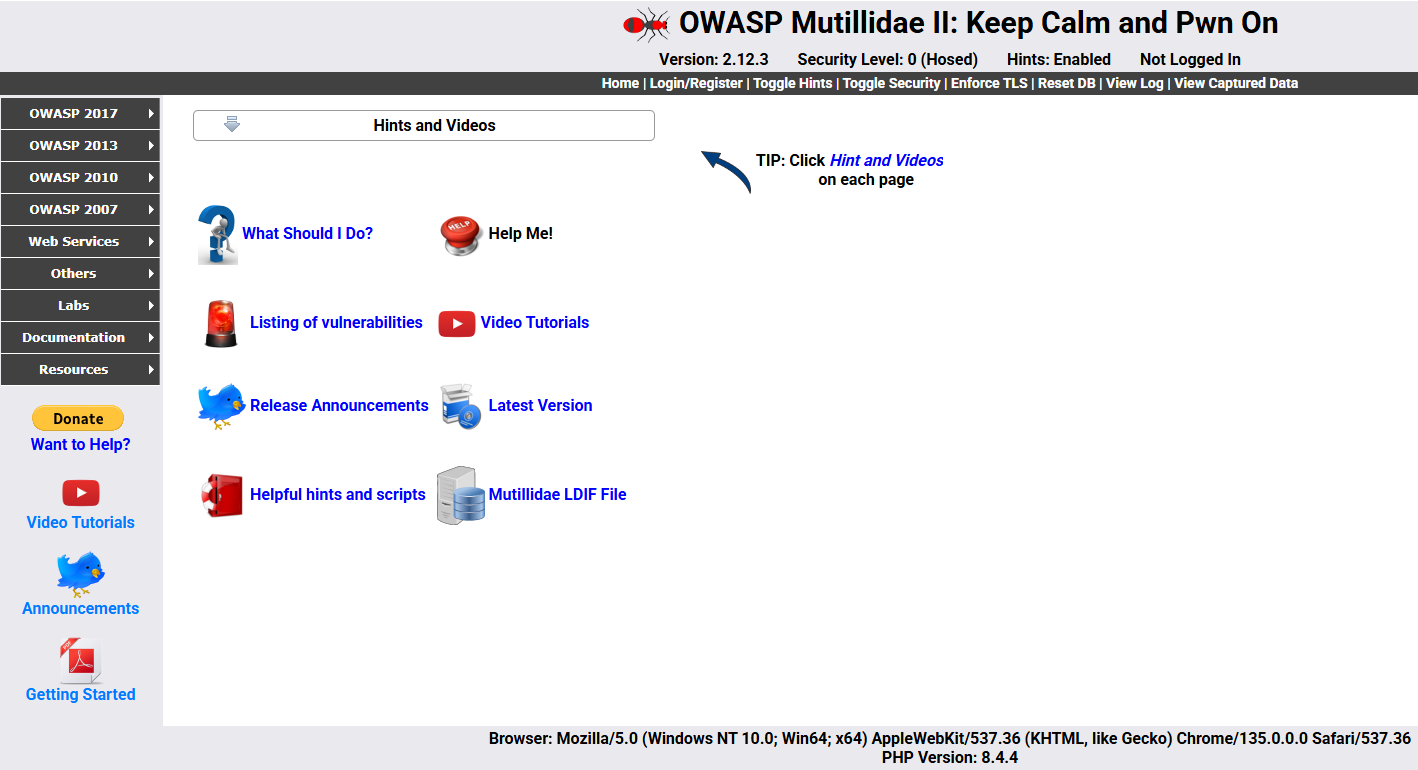 OWASP Mutillidae II: Keep Calm and Pwn On
Version: 2.12.3 Security Level: 0 (Hosed) Hints: Enabled Not Logged In
Home | Login/Register | Toggle Hints | Toggle Security | Enforce TLS | Reset DB | View Log | View Captured Data
OWASP 2017
OWASP 2013
OWASP 2010
OWASP 2007
Web Services
Others
Labs
Documentation
Resources
Donate
Want to Help?
Video Tutorials
Announcements
PDF
Getting Started
Hints and Videos
TIP: Click Hint and Videos
on each page
What Should I Do?
HELP
Help Me!
Listing of vulnerabilities
Video Tutorials
Release Announcements
Latest Version
Helpful hints and scripts
Mutillidae LDIF File
Browser: Mozilla/5.0 (Windows NT 10.0; Win64; x64) AppleWebKit/537.36 (KHTML, like Gecko) Chrome/135.0.0.0 Safari/537.36
PHP Version: 8.4.4